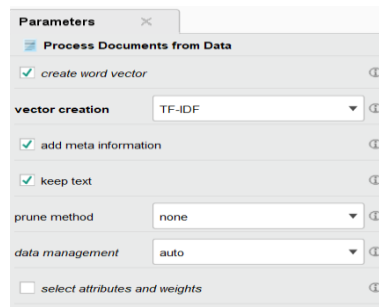 Parameters
Process Documents from Data
create word vector
vector creation TF-IDF
add meta information
keep text
prune method none
data management auto
select attributes and weights